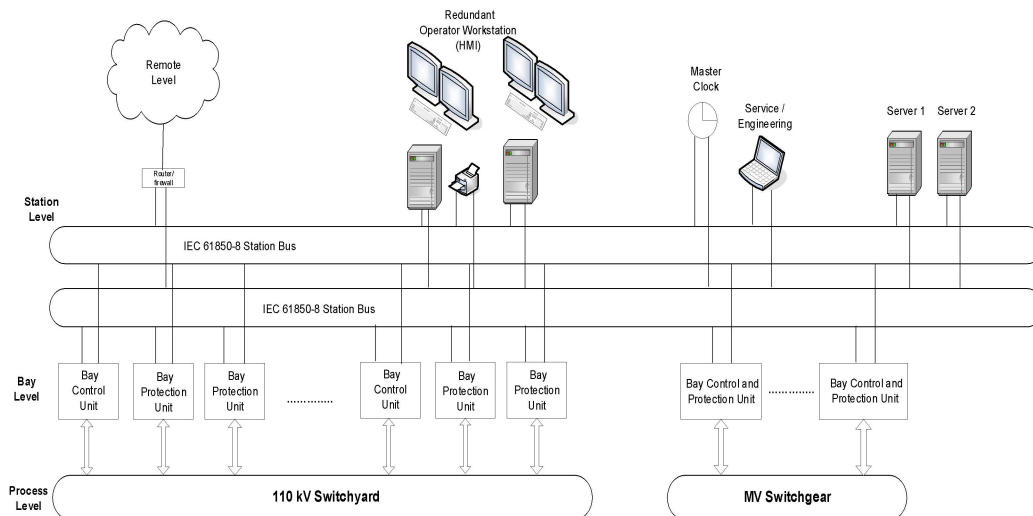 Redundant
Operator Workstation
(HMI)
Remote
Level
Master
Clock
Service /
Engineering
Server 1
Server 2
Router/
firewall
Station
Level
IEC 61850-8 Station Bus
IEC 61850-8 Station Bus
Bay
Level
Bay
Control
Unit
Bay
Protection
Unit
Bay
Protection
Unit
.............
Bay
Control
Unit
Bay
Protection
Unit
Bay
Protection
Unit
Bay Control and
Protection Unit
.............
Bay Control and
Protection Unit
Process
Level
110 kV Switchyard
MV Switchgear